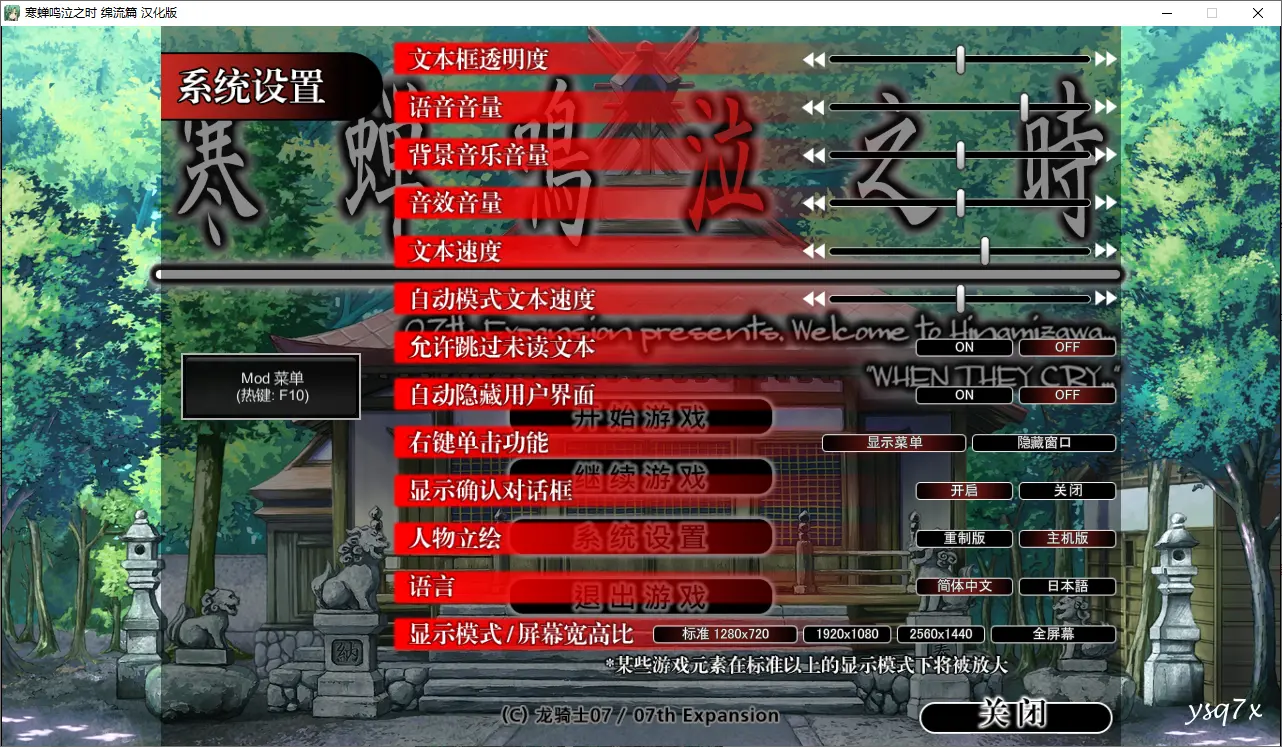 寒蝉鸣泣之时 绵流篇 汉化版
系统设置
寒蝉鸣泣之時
文本框透明度
语音音量
背景音乐音量
音效音量
文本速度
自动模式文本速度
07th Expansion presents. Welcome to Hinamizawa...
允许跳过未读文本 ON OFF
"WHEN THEY CRY..."
Mod 菜单
(热键: F10)
自动隐藏用户界面 ON OFF
开始游戏
右键单击功能 显示菜单 隐藏窗口
继续游戏
显示确认对话框 开启 关闭
人物立绘 重制版 主机版
系统设置
语言 简体中文 日本語
退出游戏
显示模式/屏幕宽高比 标准 1280x720 1920x1080 2560x1440 全屏幕
納
*某些游戏元素在标准以上的显示模式下将被放大
(C) 龙骑士07 / 07th Expansion
关闭
ysq7x